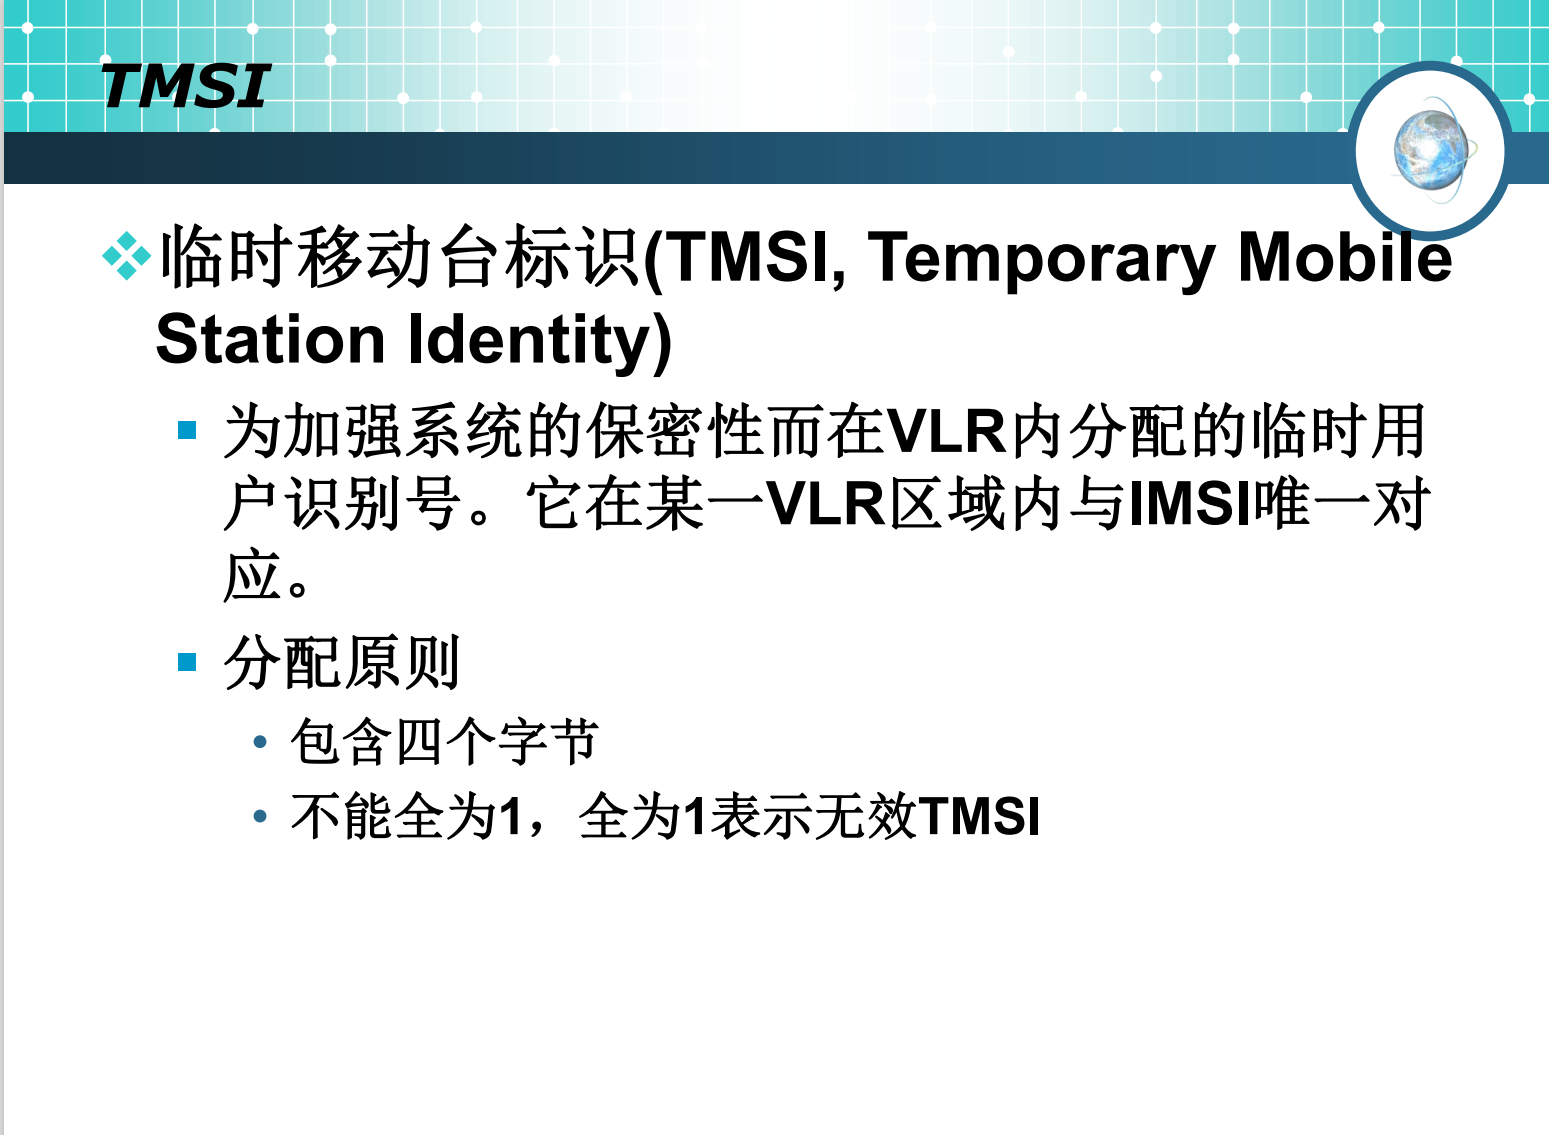 TMSI
临时移动台标识(TMSI, Temporary Mobile
Station Identity)
为加强系统的保密性而在VLR内分配的临时用
户识别号。它在某一VLR区域内与IMSI唯一对
应。
分配原则
包含四个字节
不能全为1，全为1表示无效TMSI